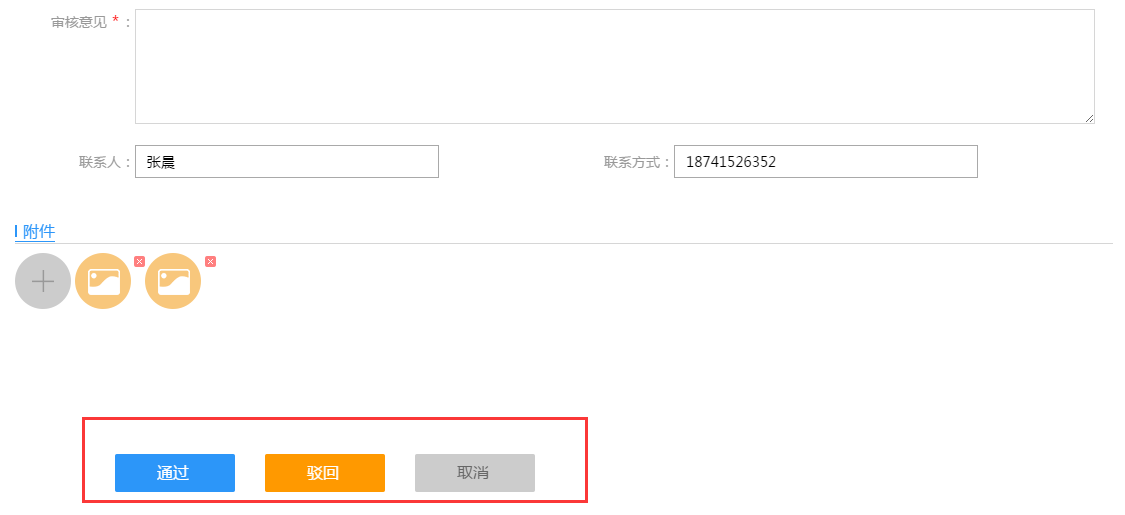 审核意见 * ：
联系人： 张晨 联系方式： 18741526352
附件
通过 驳回 取消